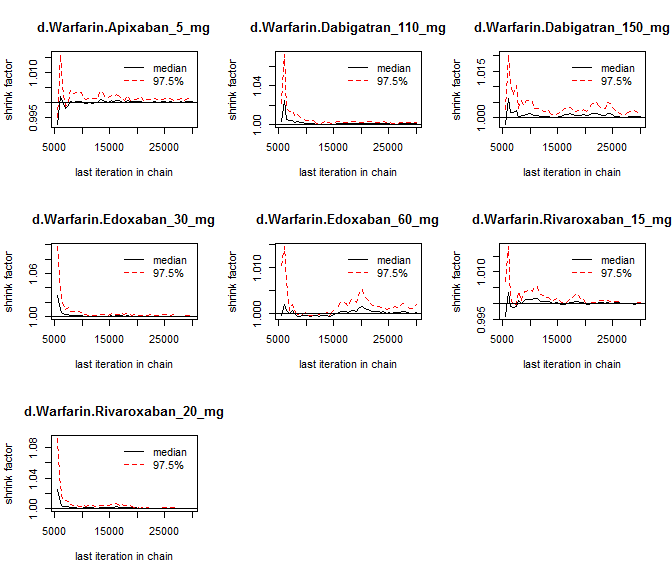 d.Warfarin.Apixaban_5_mg
shrink factor
0.995
1.010
median
97.5%
5000
15000
25000
last iteration in chain
d.Warfarin.Dabigatran_110_mg
shrink factor
1.00
1.04
median
97.5%
5000
15000
25000
last iteration in chain
d.Warfarin.Dabigatran_150_mg
shrink factor
1.000
1.015
median
97.5%
5000
15000
25000
last iteration in chain
d.Warfarin.Edoxaban_30_mg
shrink factor
1.00
1.06
median
97.5%
5000
15000
25000
last iteration in chain
d.Warfarin.Edoxaban_60_mg
shrink factor
1.000
1.010
median
97.5%
5000
15000
25000
last iteration in chain
d.Warfarin.Rivaroxaban_15_mg
shrink factor
0.995
1.010
median
97.5%
5000
15000
25000
last iteration in chain
d.Warfarin.Rivaroxaban_20_mg
shrink factor
1.00
1.04
1.08
median
97.5%
5000
15000
25000
last iteration in chain